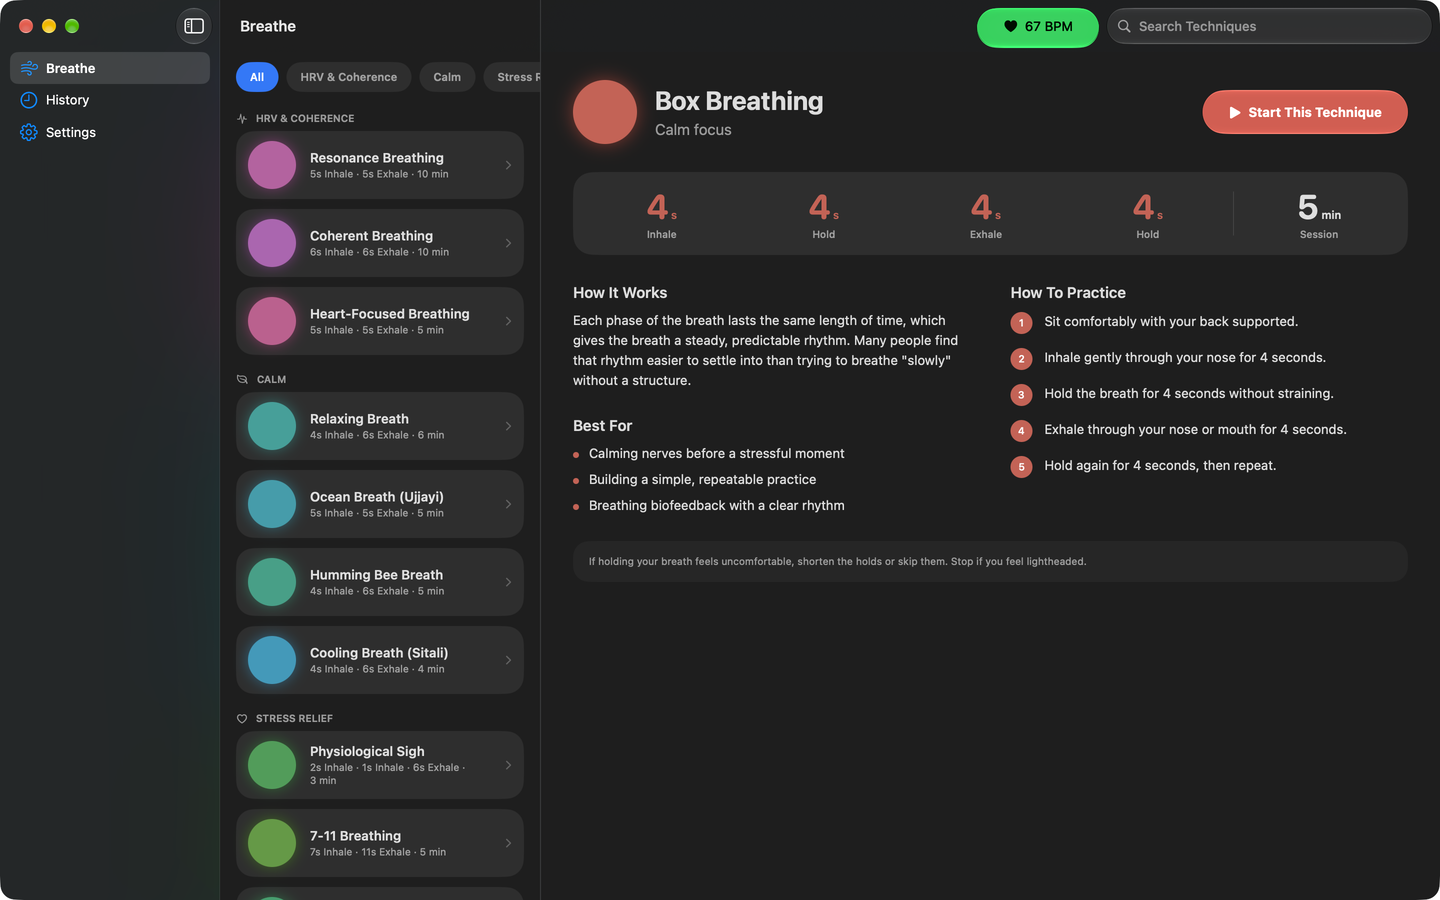 Breathe
History
Settings
Breathe
All
HRV & Coherence
Calm
Stress R
HRV & COHERENCE
Resonance Breathing
5s Inhale · 5s Exhale · 10 min
Coherent Breathing
6s Inhale · 6s Exhale · 10 min
Heart-Focused Breathing
5s Inhale · 5s Exhale · 5 min
CALM
Relaxing Breath
4s Inhale · 6s Exhale · 6 min
Ocean Breath (Ujjayi)
5s Inhale · 5s Exhale · 5 min
Humming Bee Breath
4s Inhale · 6s Exhale · 5 min
Cooling Breath (Sitali)
4s Inhale · 6s Exhale · 4 min
STRESS RELIEF
Physiological Sigh
2s Inhale · 1s Inhale · 6s Exhale ·
3 min
7-11 Breathing
7s Inhale · 11s Exhale · 5 min
67 BPM
Search Techniques
Box Breathing
Calm focus
Start This Technique
4 s
Inhale
4 s
Hold
4 s
Exhale
4 s
Hold
5 min
Session
How It Works
Each phase of the breath lasts the same length of time, which
gives the breath a steady, predictable rhythm. Many people find
that rhythm easier to settle into than trying to breathe "slowly"
without a structure.
Best For
Calming nerves before a stressful moment
Building a simple, repeatable practice
Breathing biofeedback with a clear rhythm
How To Practice
1 Sit comfortably with your back supported.
2 Inhale gently through your nose for 4 seconds.
3 Hold the breath for 4 seconds without straining.
4 Exhale through your nose or mouth for 4 seconds.
5 Hold again for 4 seconds, then repeat.
If holding your breath feels uncomfortable, shorten the holds or skip them. Stop if you feel lightheaded.